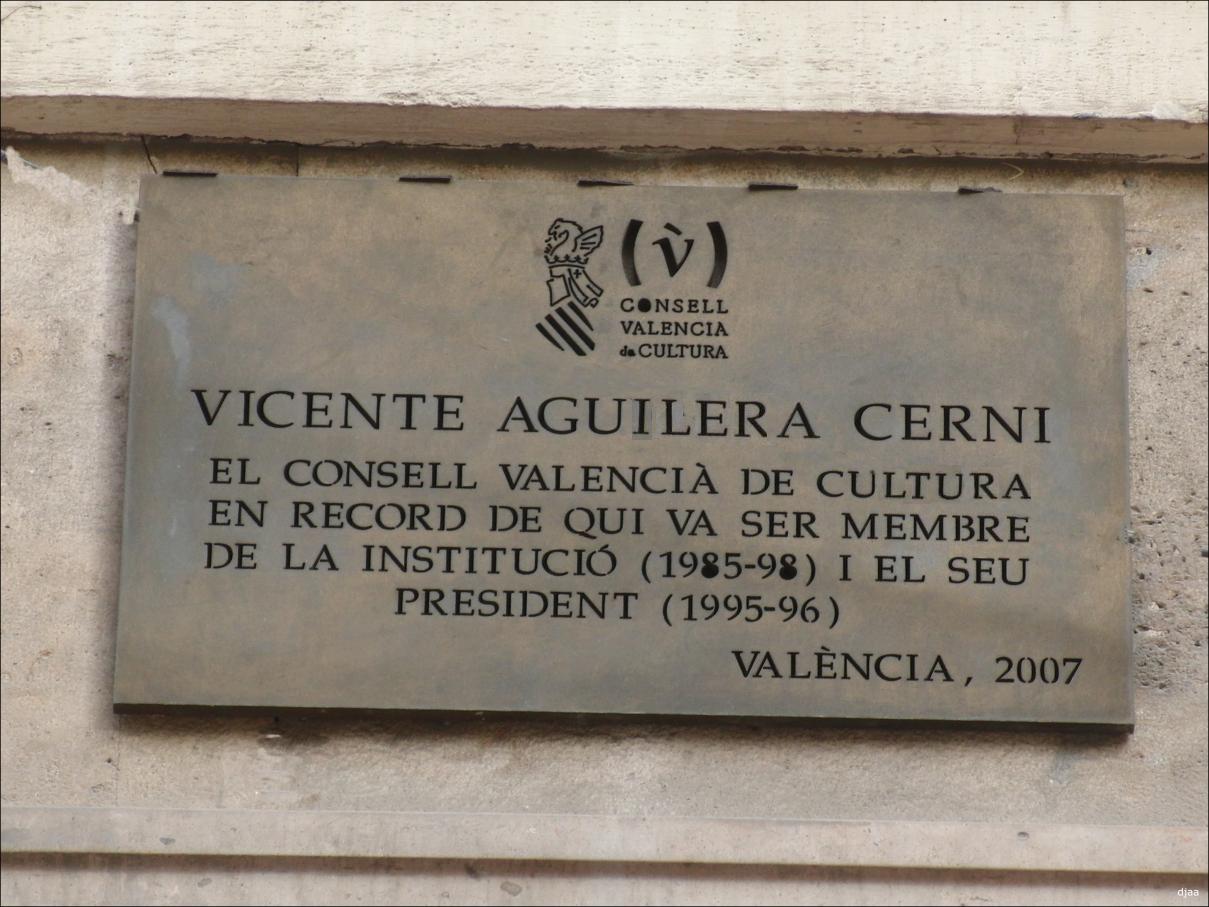 (v̀)
CONSELL
VALENCIA
de CULTURA
VICENTE AGUILERA CERNI
EL CONSELL VALENCIÀ DE CULTURA
EN RECORD DE QUI VA SER MEMBRE
DE LA INSTITUCIÓ (1985-98) I EL SEU
PRESIDENT (1995-96)
VALÈNCIA, 2007
djaa